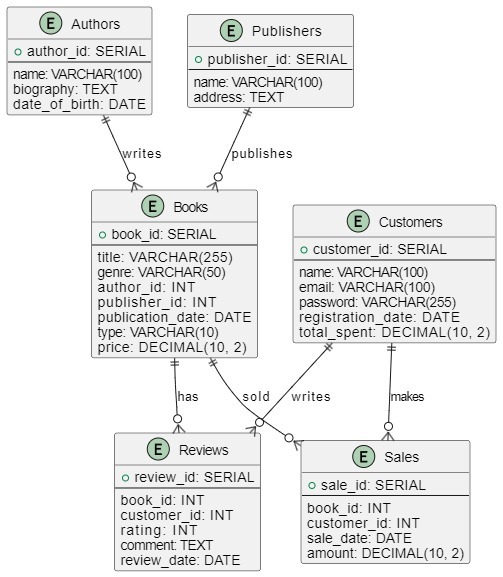 E Authors
author_id: SERIAL
name: VARCHAR(100)
biography: TEXT
date_of_birth: DATE
E Publishers
publisher_id: SERIAL
name: VARCHAR(100)
address: TEXT
writes
publishes
E Books
book_id: SERIAL
title: VARCHAR(255)
genre: VARCHAR(50)
author_id: INT
publisher_id: INT
publication_date: DATE
type: VARCHAR(10)
price: DECIMAL(10, 2)
E Customers
customer_id: SERIAL
name: VARCHAR(100)
email: VARCHAR(100)
password: VARCHAR(255)
registration_date: DATE
total_spent: DECIMAL(10, 2)
has
sold
writes
makes
E Reviews
review_id: SERIAL
book_id: INT
customer_id: INT
rating: INT
comment: TEXT
review_date: DATE
E Sales
sale_id: SERIAL
book_id: INT
customer_id: INT
sale_date: DATE
amount: DECIMAL(10, 2)